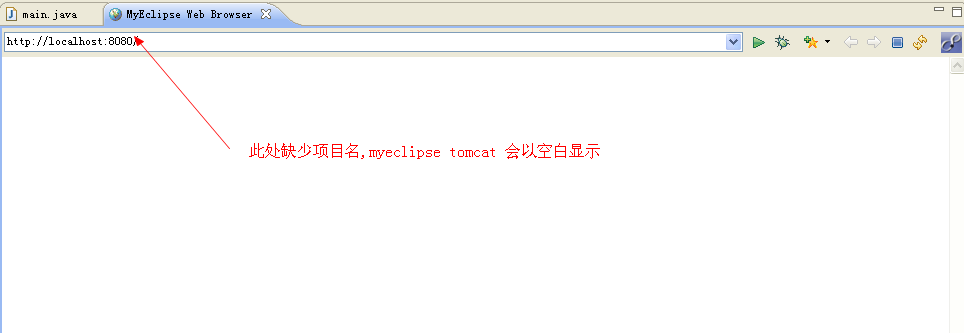 main.java MyEclipse Web Browser
http://localhost:8080/
此处缺少项目名,myeclipse tomcat 会以空白显示